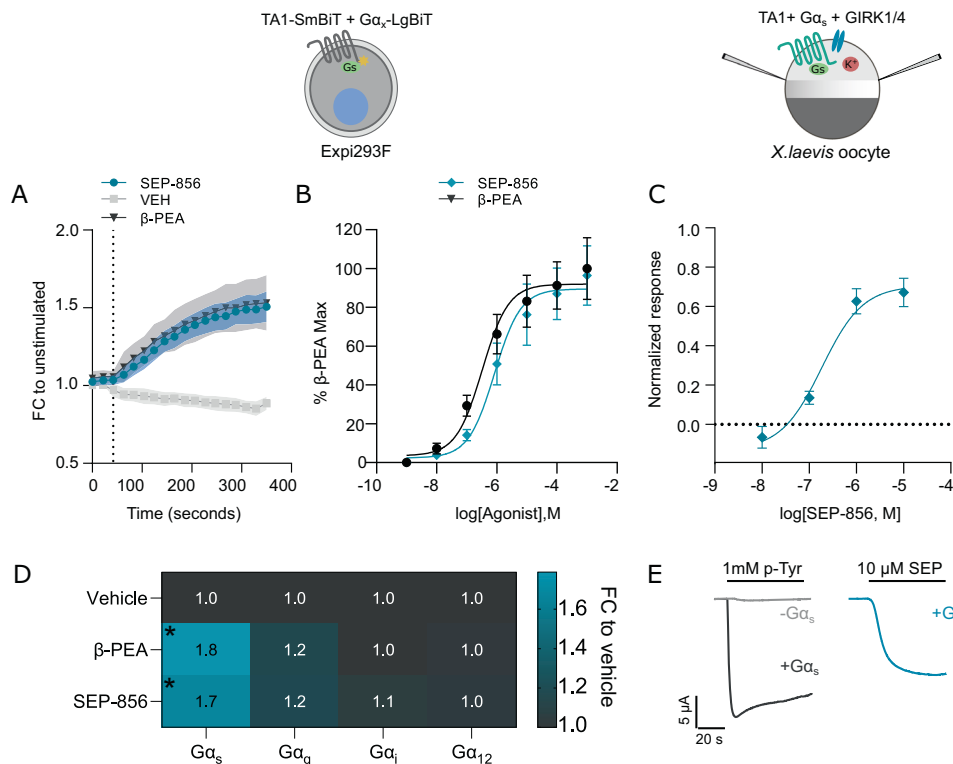 TA1-SmBiT + Gαx-LgBiT
Gs
Expi293F
TA1+ Gαs + GIRK1/4
Gs
K+
X.laevis oocyte
A
SEP-856
VEH
β-PEA
2.0
1.5
1.0
0.5
FC to unstimulated
0 100 200 300 400
Time (seconds)
B
SEP-856
β-PEA
120
100
80
60
40
20
0
% β-PEA Max
-10 -8 -6 -4 -2
log[Agonist],M
C
1.0
0.8
0.6
0.4
0.2
0.0
Normalized response
-9 -8 -7 -6 -5 -4
log[SEP-856, M]
D
Vehicle 1.0 1.0 1.0 1.0
* β-PEA 1.8 1.2 1.0 1.0
* SEP-856 1.7 1.2 1.1 1.0
Gαs Gαq Gαi Gα12
1.6
1.4
1.2
1.0
FC to vehicle
E
1mM p-Tyr
10 µM SEP
-Gαs
+G
+Gαs
5 µA
20 s